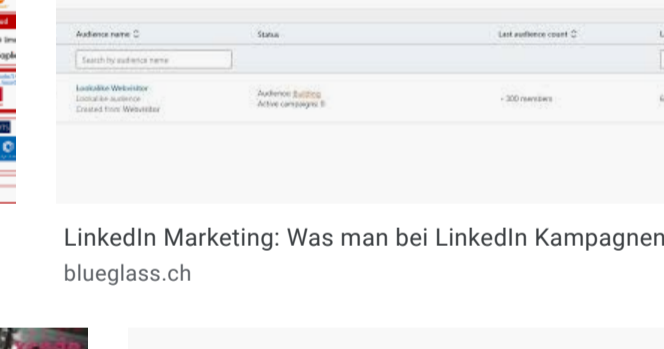 Audience name
Status
Last audience count
Search by audience name
Lookalike Webvisitor
Lookalike audience
Created from Webvisitor
Audience: Building
Active campaigns: 0
300 members
LinkedIn Marketing: Was man bei LinkedIn Kampagnen
blueglass.ch